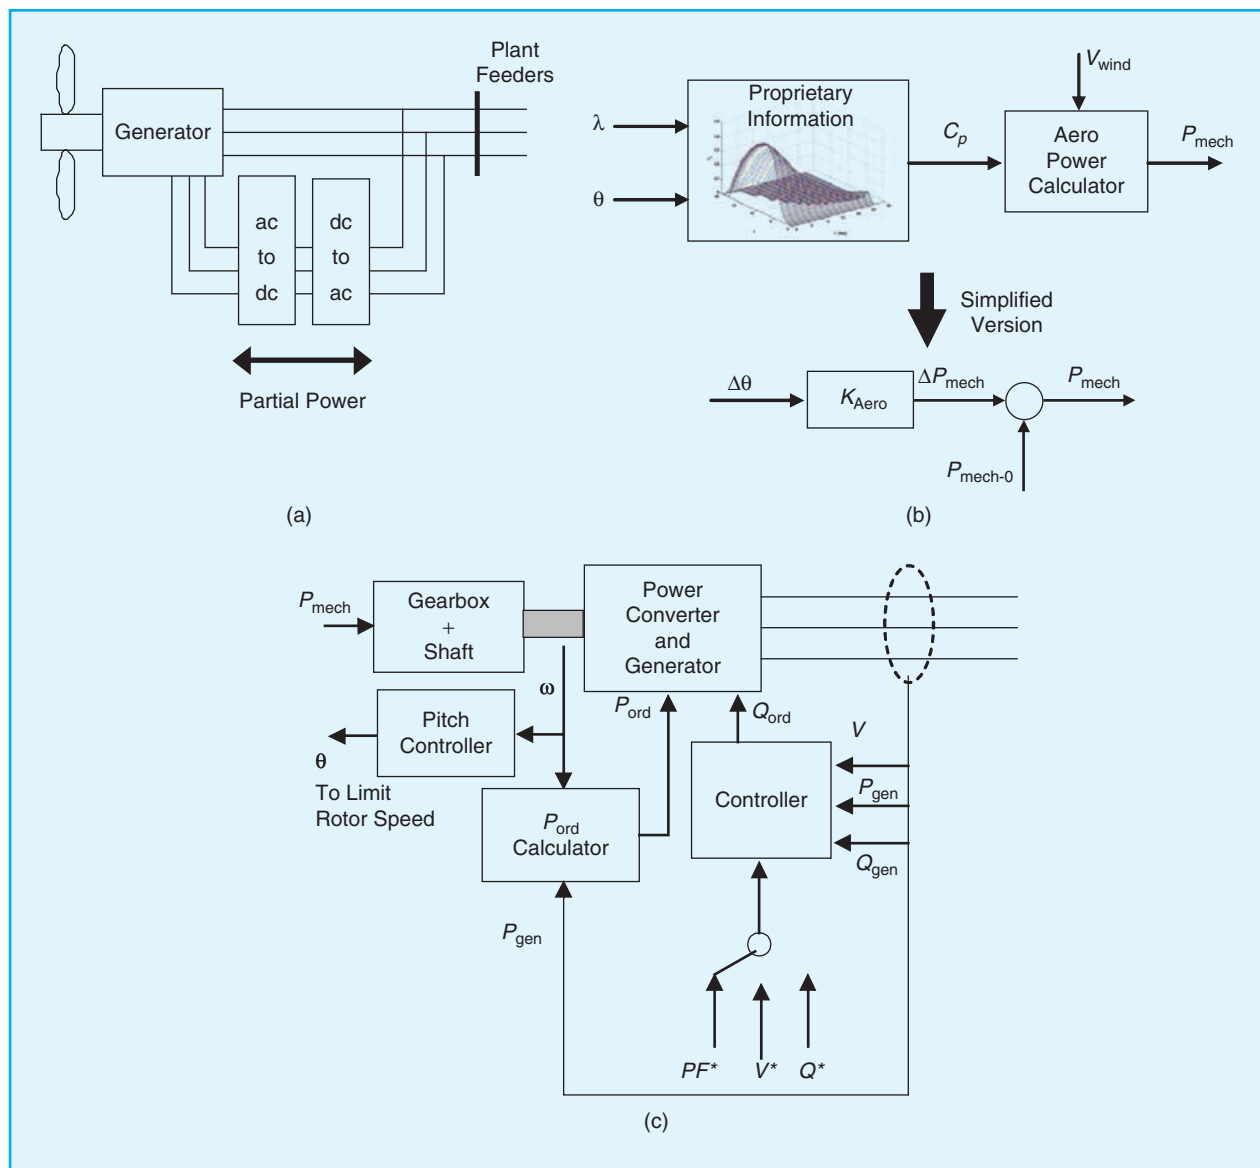 Plant
Feeders
Generator
ac
to
dc
dc
to
ac
Partial Power
(a)
λ
θ
Proprietary
Information
C_p
V_wind
Aero
Power
Calculator
P_mech
Simplified
Version
Δθ
K_Aero
ΔP_mech
P_mech
P_mech-0
(b)
P_mech
Gearbox
+
Shaft
Power
Converter
and
Generator
ω
Pitch
Controller
θ
To Limit
Rotor Speed
P_ord
Q_ord
P_ord
Calculator
Controller
V
P_gen
Q_gen
P_gen
PF* V* Q*
(c)